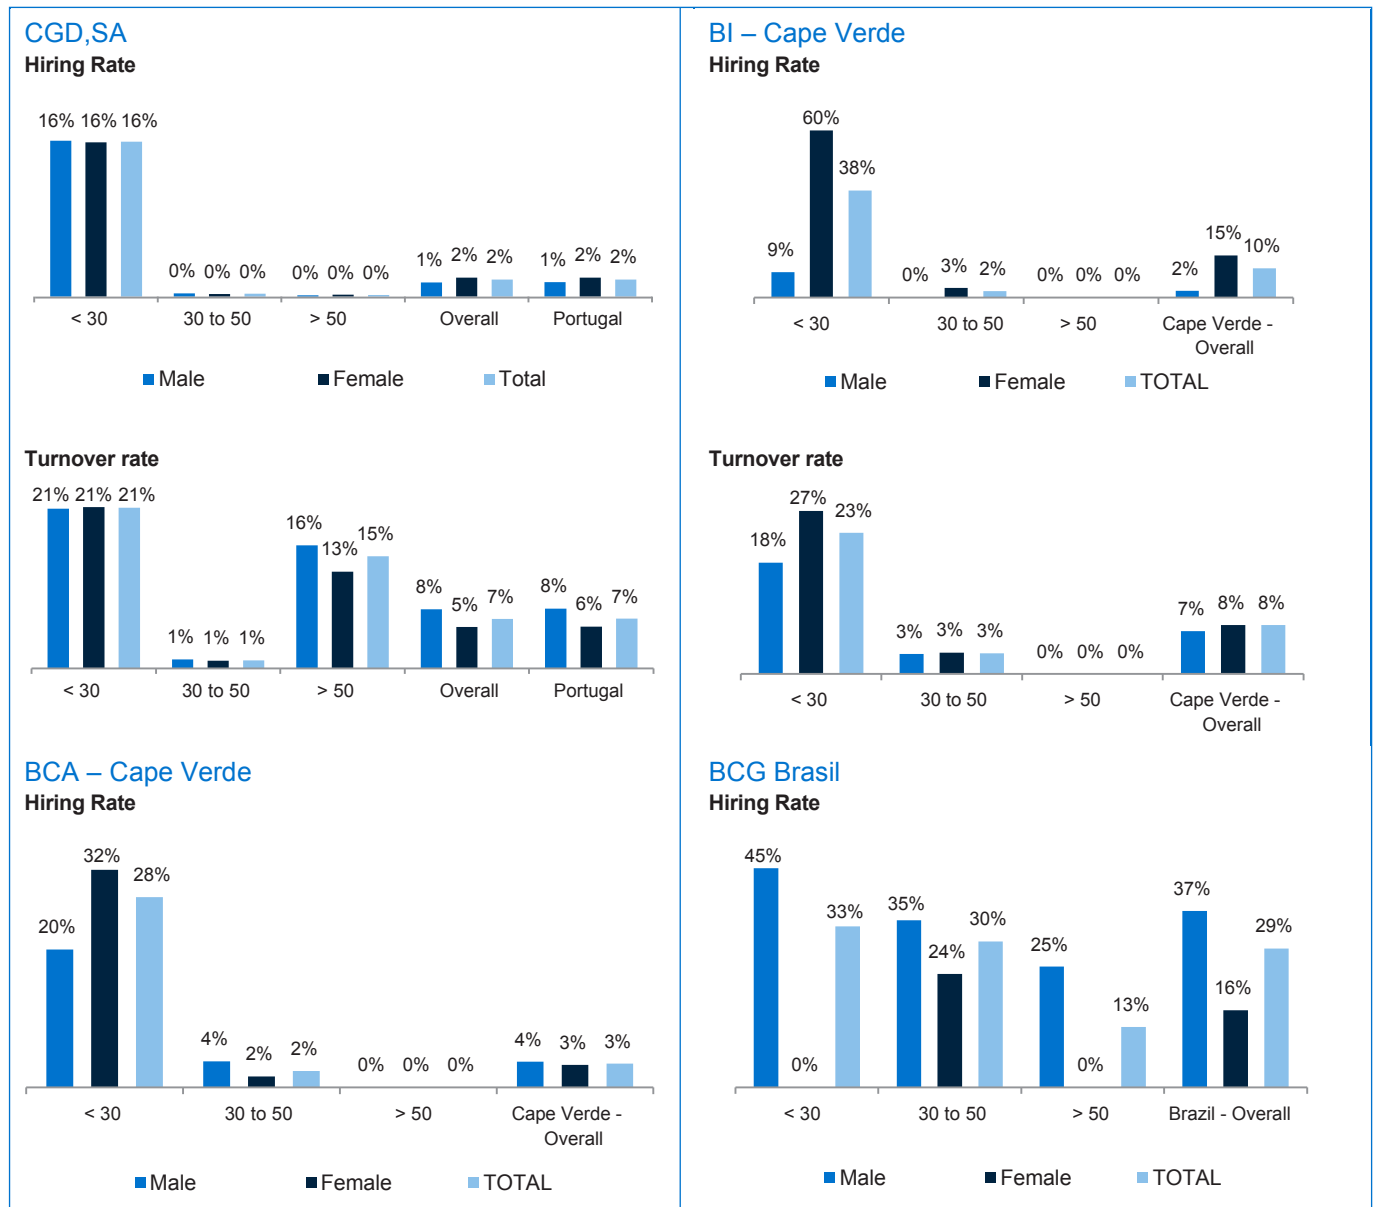 CGD,SA
Hiring Rate
16% 16% 16%
0% 0% 0%
0% 0% 0%
1% 2% 2%
1% 2% 2%
< 30 30 to 50 > 50 Overall Portugal
Male Female Total
Turnover rate
21% 21% 21%
1% 1% 1%
16% 13% 15%
8% 5% 7%
8% 6% 7%
< 30 30 to 50 > 50 Overall Portugal
BI – Cape Verde
Hiring Rate
9% 60% 38%
0% 3% 2%
0% 0% 0%
2% 15% 10%
< 30 30 to 50 > 50 Cape Verde -
Overall
Male Female TOTAL
Turnover rate
18% 27% 23%
3% 3% 3%
0% 0% 0%
7% 8% 8%
< 30 30 to 50 > 50 Cape Verde -
Overall
BCA – Cape Verde
Hiring Rate
20% 32% 28%
4% 2% 2%
0% 0% 0%
4% 3% 3%
< 30 30 to 50 > 50 Cape Verde -
Overall
Male Female TOTAL
BCG Brasil
Hiring Rate
45% 0% 33%
35% 24% 30%
25% 0% 13%
37% 16% 29%
< 30 30 to 50 > 50 Brazil - Overall
Male Female TOTAL